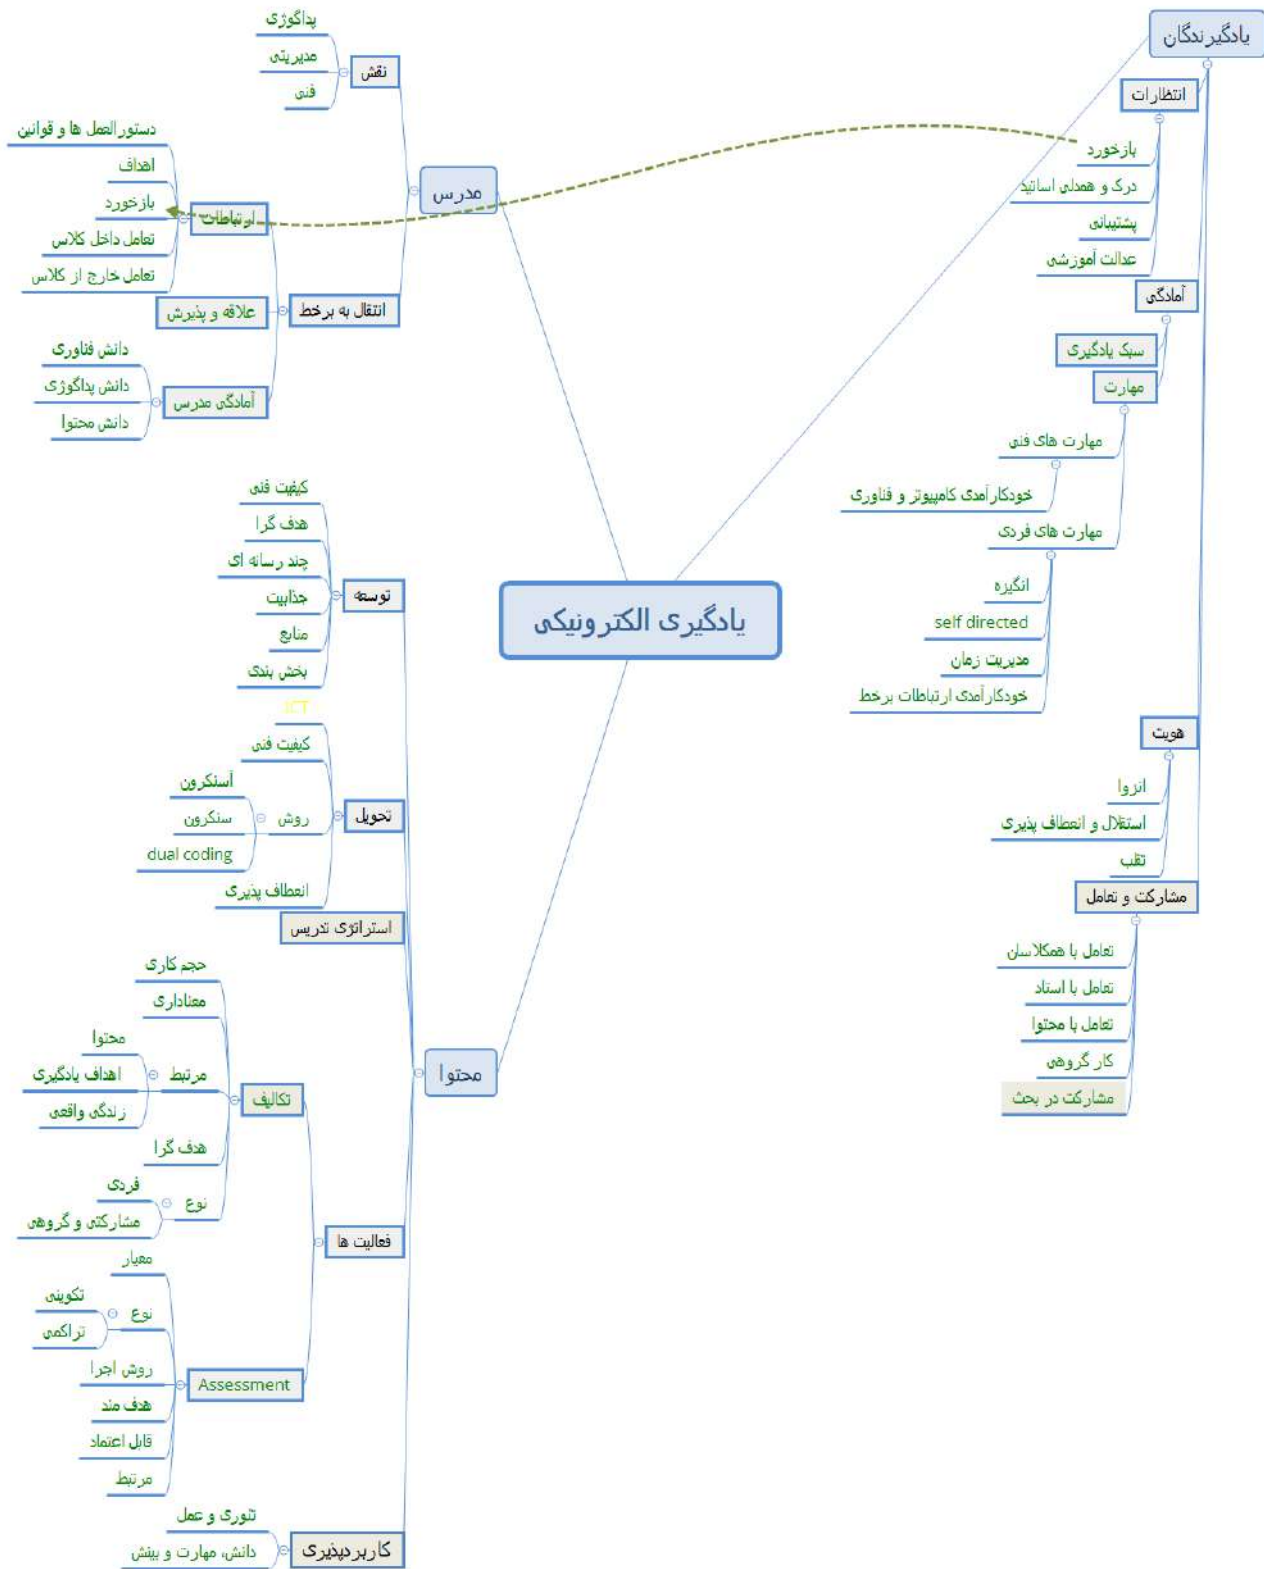 یادگیری الکترونیکی
یادگیرندگان
انتظارات
بازخورد
درک و همدلی اساتید
پشتیبانی
عدالت آموزشی
آمادگی
سبک یادگیری
مهارت
مهارت های فنی
خودکارآمدی کامپیوتر و فناوری
مهارت های فردی
انگیزه
self directed
مدیریت زمان
خودکارآمدی ارتباطات برخط
هویت
انزوا
استقلال و انعطاف پذیری
تقلب
مشارکت و تعامل
تعامل با همکلاسان
تعامل با استاد
تعامل با محتوا
کار گروهی
مشارکت در بحث
مدرس
نقش
پداگوژی
مدیریتی
فنی
انتقال به برخط
ارتباطات
دستورالعمل ها و قوانین
اهداف
بازخورد
تعامل داخل کلاس
تعامل خارج از کلاس
علاقه و پذیرش
آمادگی مدرس
دانش فناوری
دانش پداگوژی
دانش محتوا
محتوا
توسعه
کیفیت فنی
هدف گرا
چند رسانه ای
جذابیت
منابع
بخش بندی
تحویل
ICT
کیفیت فنی
روش
آسنکرون
سنکرون
dual coding
انعطاف پذیری
استراتژی تدریس
فعالیت ها
تکالیف
حجم کاری
معناداری
مرتبط
محتوا
اهداف یادگیری
زندگی واقعی
هدف گرا
نوع
فردی
مشارکتی و گروهی
Assessment
معیار
نوع
تکوینی
تراکمی
روش اجرا
هدف مند
قابل اعتماد
مرتبط
کاربردپذیری
تئوری و عمل
دانش، مهارت و بینش